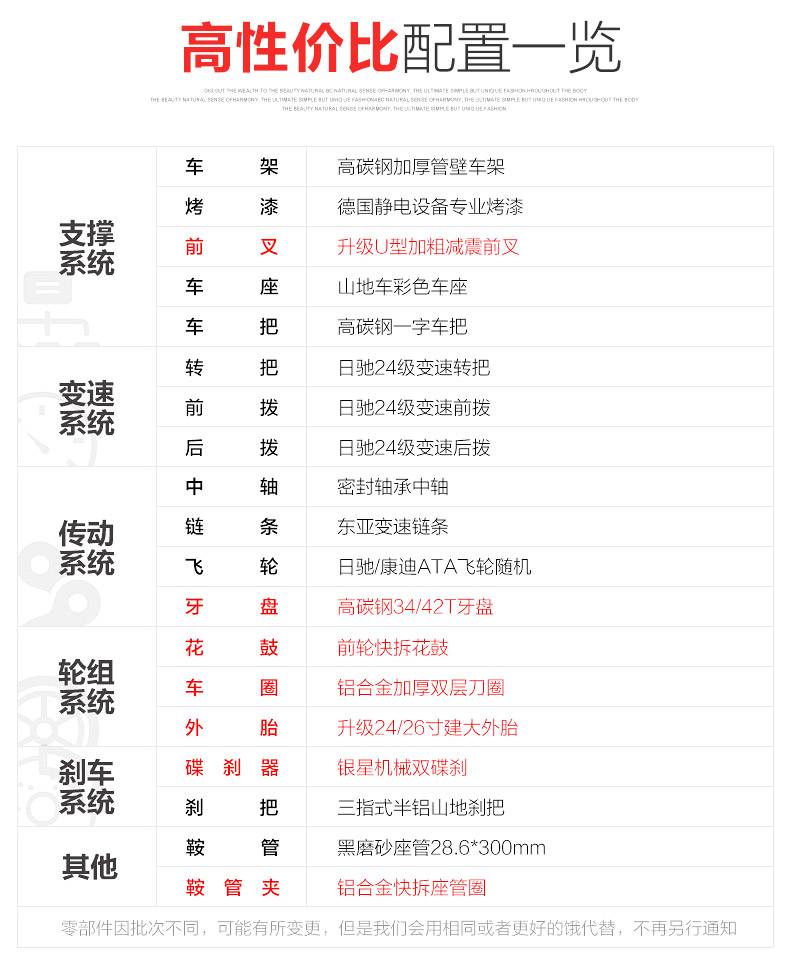 高性价比配置一览
DIG OUT THE WEALTH TO THE BEAUTY NATURAL BC NATURAL SENSE OFHARMONY, THE ULTIMATE SIMPLE BUT UNIQUE FASHION HROUGHOUT THE BODY
THE BEAUTY NATURAL SENSE OFHARMONY, THE ULTIMATE SIMPLE BUT UNIQUE FASHIONABC NATURAL SENSE OFHARMONY, THE ULTIMATE SIMPLE BUT UNIQUE FASHION HROUGHOUT THE BODY
THE BEAUTY NATURAL SENSE OFHARMONY, THE ULTIMATE SIMPLE BUT UNIQUE FASHION
支撑
系统
车架 高碳钢加厚管壁车架
烤漆 德国静电设备专业烤漆
前叉 升级U型加粗减震前叉
车座 山地车彩色车座
车把 高碳钢一字车把
变速
系统
转把 日驰24级变速转把
前拨 日驰24级变速前拨
后拨 日驰24级变速后拨
传动
系统
中轴 密封轴承中轴
链条 东亚变速链条
飞轮 日驰/康迪ATA飞轮随机
牙盘 高碳钢34/42T牙盘
轮组
系统
花鼓 前轮快拆花鼓
车圈 铝合金加厚双层刀圈
外胎 升级24/26寸建大外胎
刹车
系统
碟刹器 银星机械双碟刹
刹把 三指式半铝山地刹把
其他
鞍管 黑磨砂座管28.6*300mm
鞍管夹 铝合金快拆座管圈
零部件因批次不同，可能有所变更，但是我们会用相同或者更好的饿代替，不再另行通知